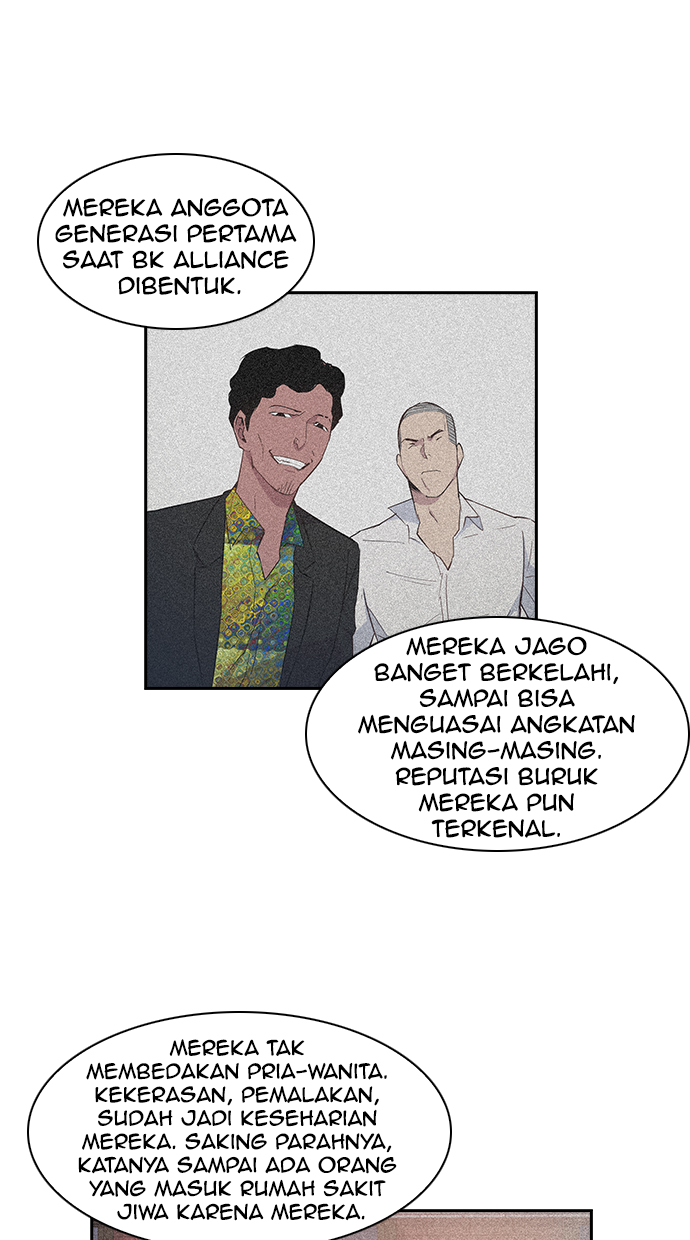 MEREKA ANGGOTA
GENERASI PERTAMA
SAAT BK ALLIANCE
DIBENTUK.
MEREKA JAGO
BANGET BERKELAHI,
SAMPAI BISA
MENGUASAI ANGKATAN
MASING-MASING.
REPUTASI BURUK
MEREKA PUN
TERKENAL.
MEREKA TAK
MEMBEDAKAN PRIA-WANITA.
KEKERASAN, PEMALAKAN,
SUDAH JADI KESEHARIAN
MEREKA. SAKING PARAHNYA,
KATANYA SAMPAI ADA ORANG
YANG MASUK RUMAH SAKIT
JIWA KARENA MEREKA.